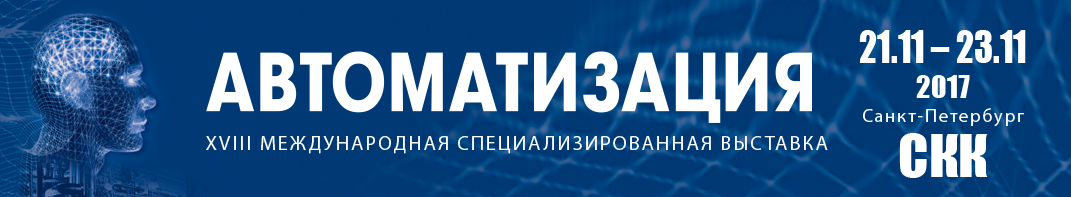 АВТОМАТИЗАЦИЯ
XVIII МЕЖДУНАРОДНАЯ СПЕЦИАЛИЗИРОВАННАЯ ВЫСТАВКА
21.11 – 23.11
2017
Санкт-Петербург
СКК